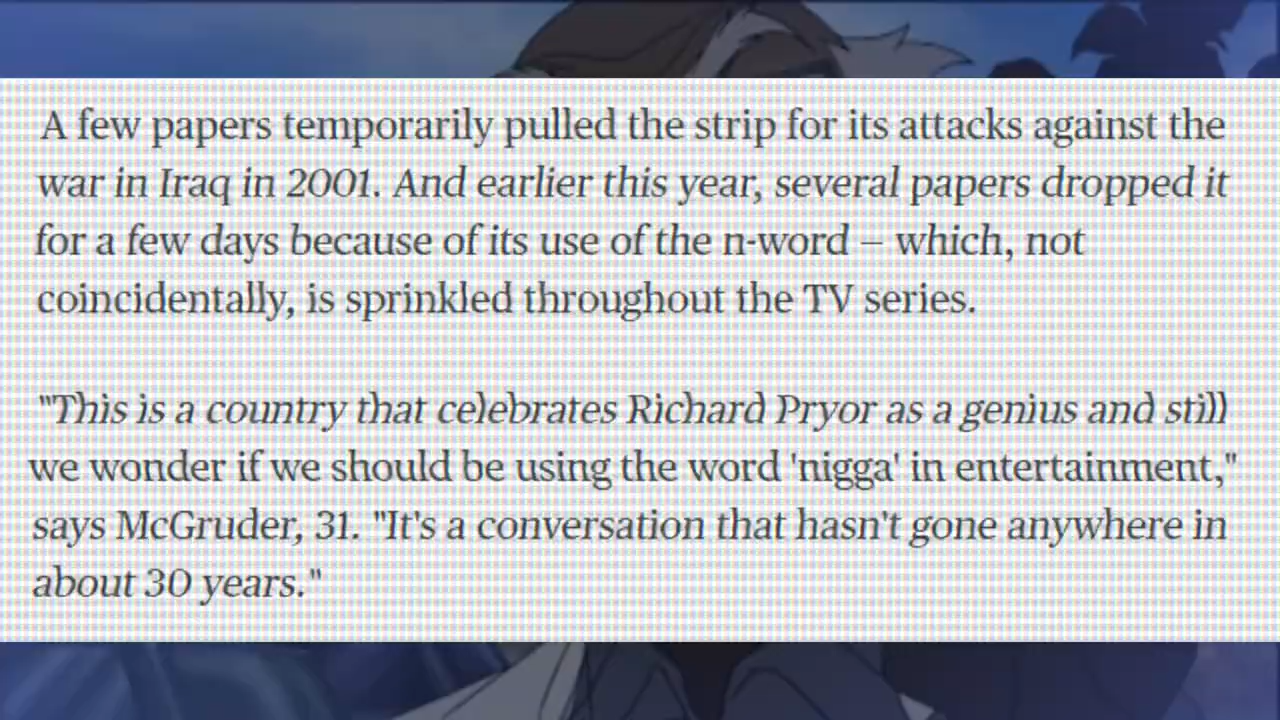 A few papers temporarily pulled the strip for its attacks against the
war in Iraq in 2001. And earlier this year, several papers dropped it
for a few days because of its use of the n-word – which, not
coincidentally, is sprinkled throughout the TV series.
"This is a country that celebrates Richard Pryor as a genius and still
we wonder if we should be using the word 'nigga' in entertainment,"
says McGruder, 31. "It's a conversation that hasn't gone anywhere in
about 30 years."